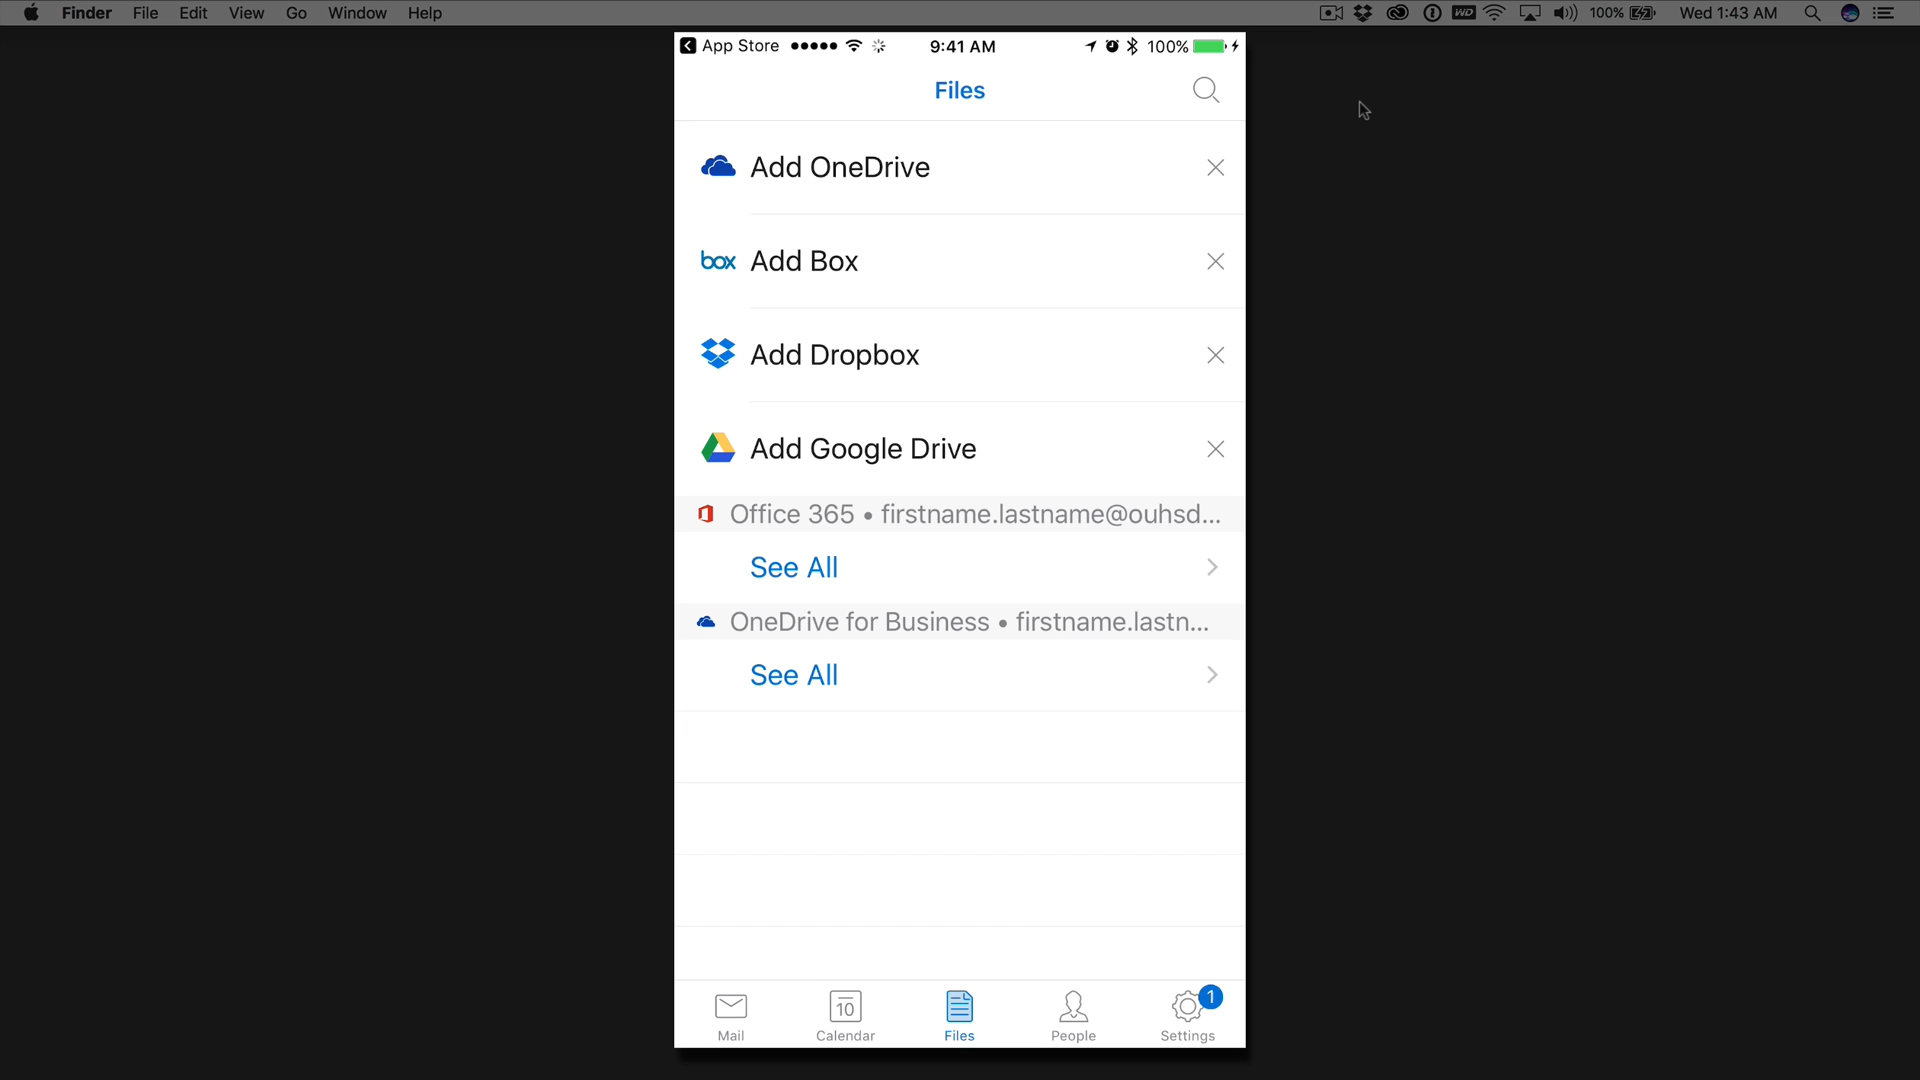 Finder File Edit View Go Window Help WD 100% Wed 1:43 AM
App Store 9:41 AM 100%
Files
Add OneDrive
box Add Box
Add Dropbox
Add Google Drive
Office 365 • firstname.lastname@ouhsd...
See All
OneDrive for Business • firstname.lastn...
See All
10 1
Mail Calendar Files People Settings